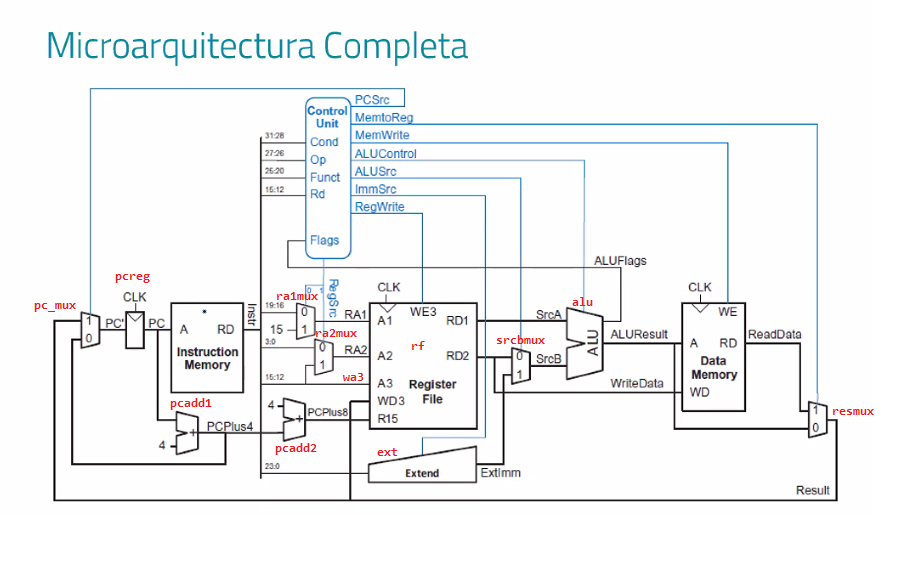 Microarquitectura Completa
PCSrc
Control
Unit
MemtoReg
31:28
Cond
MemWrite
27:26
Op
ALUControl
25:20
Funct
ALUSrc
15:12
Rd
ImmSrc
RegWrite
Flags
ALUFlags
pcreg
CLK
pc_mux
1
0
PC'
PC
*
A
RD
Instruction
Memory
Instr
RegSrc
0
1
19:16
ra1mux
0
1
15
RA1
3:0
ra2mux
0
1
RA2
15:12
wa3
CLK
A1
WE3
RD1
A2
rf
RD2
A3
Register
File
WD3
R15
SrcA
alu
ALU
ALUResult
srcbmux
0
1
SrcB
WriteData
CLK
WE
A
RD
Data
Memory
WD
ReadData
1
0
resmux
pcadd1
+
4
PCPlus4
4
+
PCPlus8
pcadd2
ext
23:0
Extend
ExtImm
Result